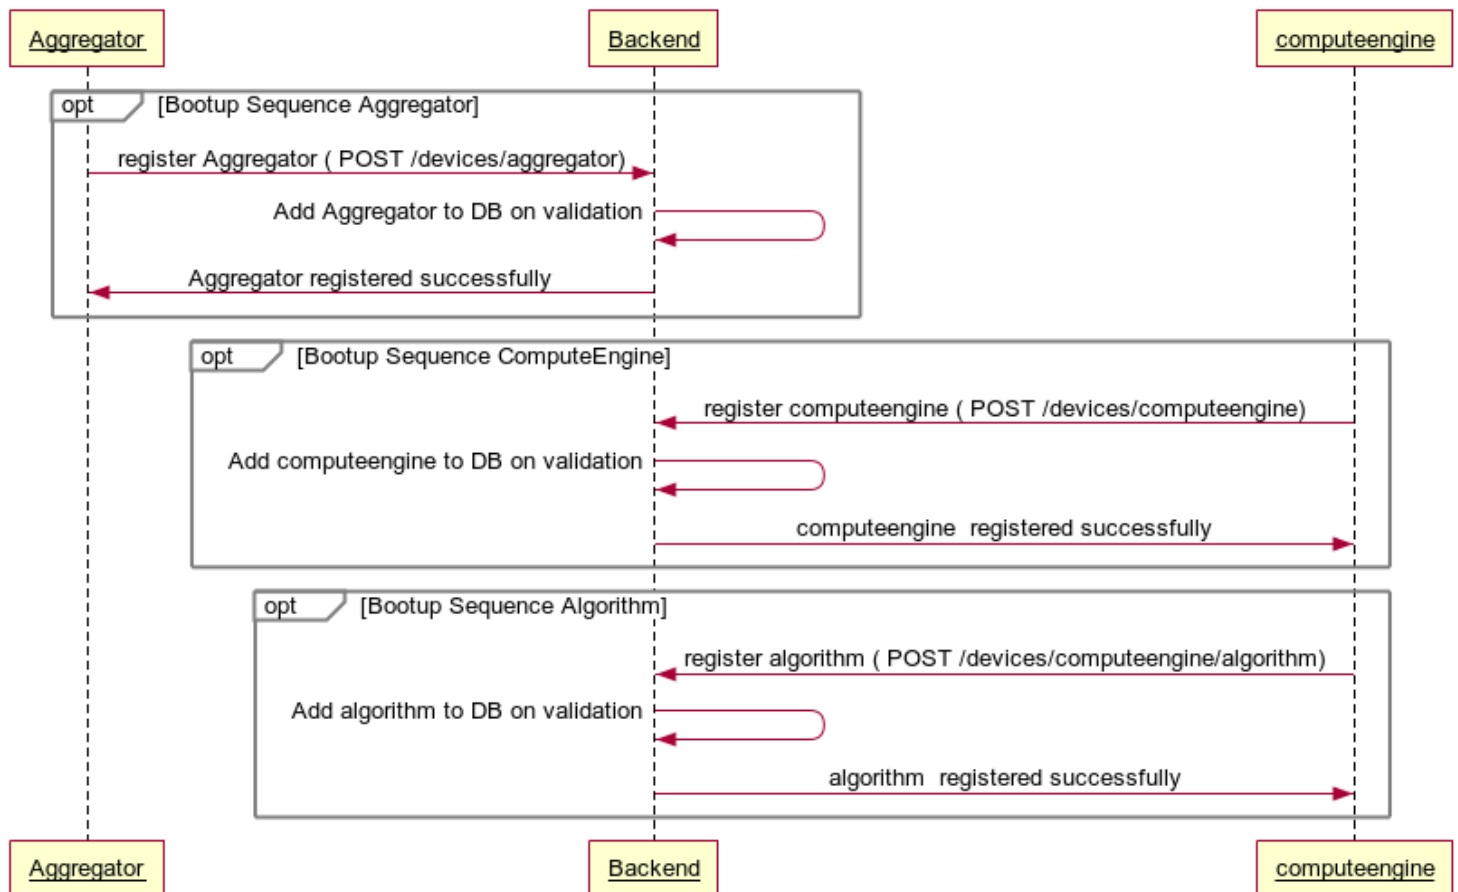 Aggregator
Backend
computeengine
opt [Bootup Sequence Aggregator]
register Aggregator ( POST /devices/aggregator)
Add Aggregator to DB on validation
Aggregator registered successfully
opt [Bootup Sequence ComputeEngine]
register computeengine ( POST /devices/computeengine)
Add computeengine to DB on validation
computeengine  registered successfully
opt [Bootup Sequence Algorithm]
register algorithm ( POST /devices/computeengine/algorithm)
Add algorithm to DB on validation
algorithm  registered successfully
Aggregator
Backend
computeengine